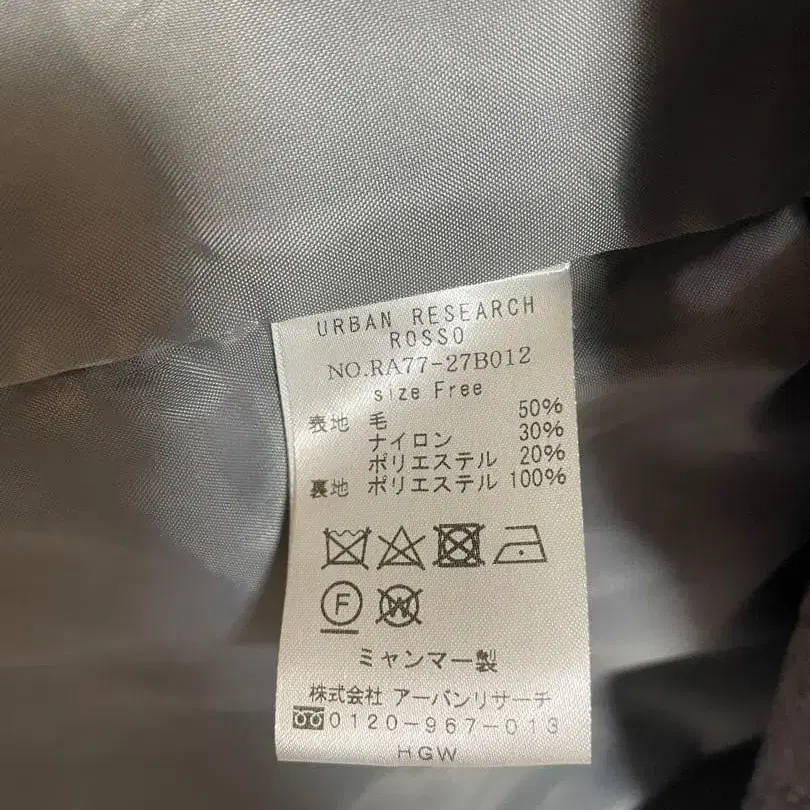 URBAN RESEARCH
ROSSO
NO.RA77-27B012
size Free
表地 毛 50%
ナイロン 30%
ポリエステル 20%
裏地 ポリエステル 100%
F W
ミャンマー製
株式会社 アーバンリサーチ
0120-967-013
HGW